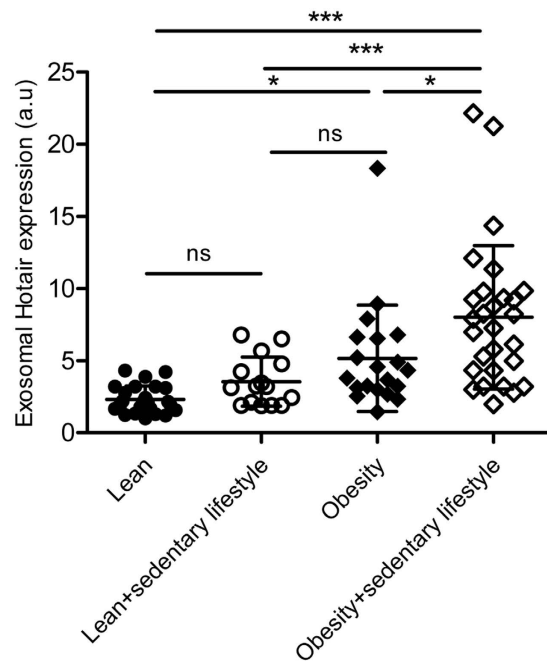 ***
***
*
*
ns
ns
Exosomal Hotair expression (a.u)
25
20
15
10
5
0
Lean
Lean+sedentary lifestyle
Obesity
Obesity+sedentary lifestyle